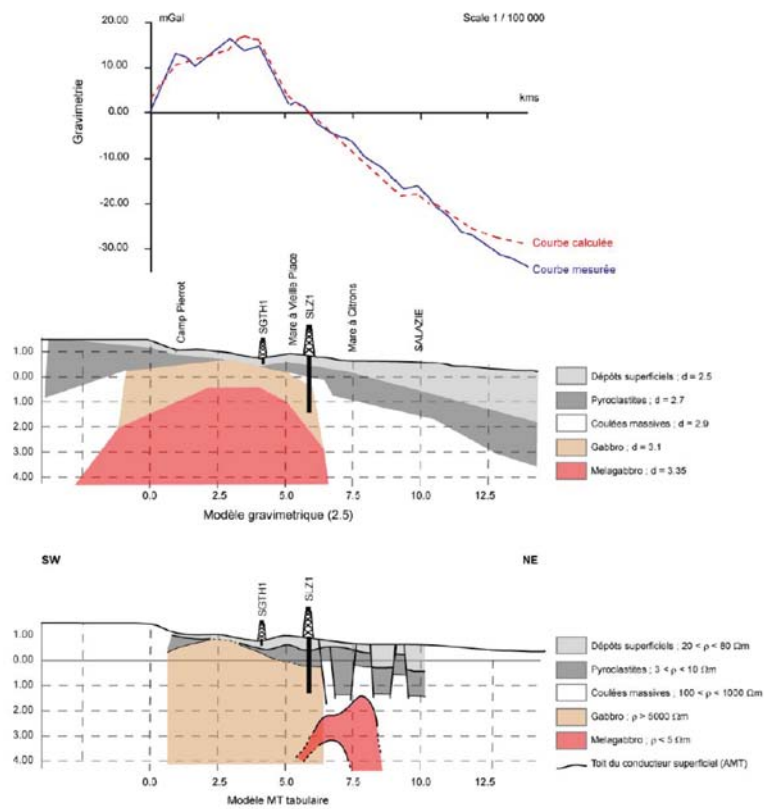 20.00
mGal
Scale 1 / 100 000
10.00
Gravimetrie
kms
0.00
-10.00
-20.00
-30.00
Courbe calculée
Courbe mesurée
Camp Pierrot
SGTH1
Mare à Vieille Place
SLZ1
Mare à Citrons
SALAZIE
1.00
0.00
1.00
2.00
3.00
4.00
Dépôts superficiels ; d = 2.5
Pyroclastites ; d = 2.7
Coulées massives ; d = 2.9
Gabbro ; d = 3.1
Melagabbro ; d = 3.35
0.0 2.5 5.0 7.5 10.0 12.5
Modèle gravimetrique (2.5)
SW
NE
SGTH1
SLZ1
1.00
0.00
1.00
2.00
3.00
4.00
Dépôts superficiels ; 20 < ρ < 80 Ωm
Pyroclastites ; 3 < ρ < 10 Ωm
Coulées massives ; 100 < ρ < 1000 Ωm
Gabbro ; ρ > 5000 Ωm
Melagabbro ; ρ < 5 Ωm
Toit du conducteur superficiel (AMT)
0.0 2.5 5.0 7.5 10.0 12.5
Modèle MT tabulaire